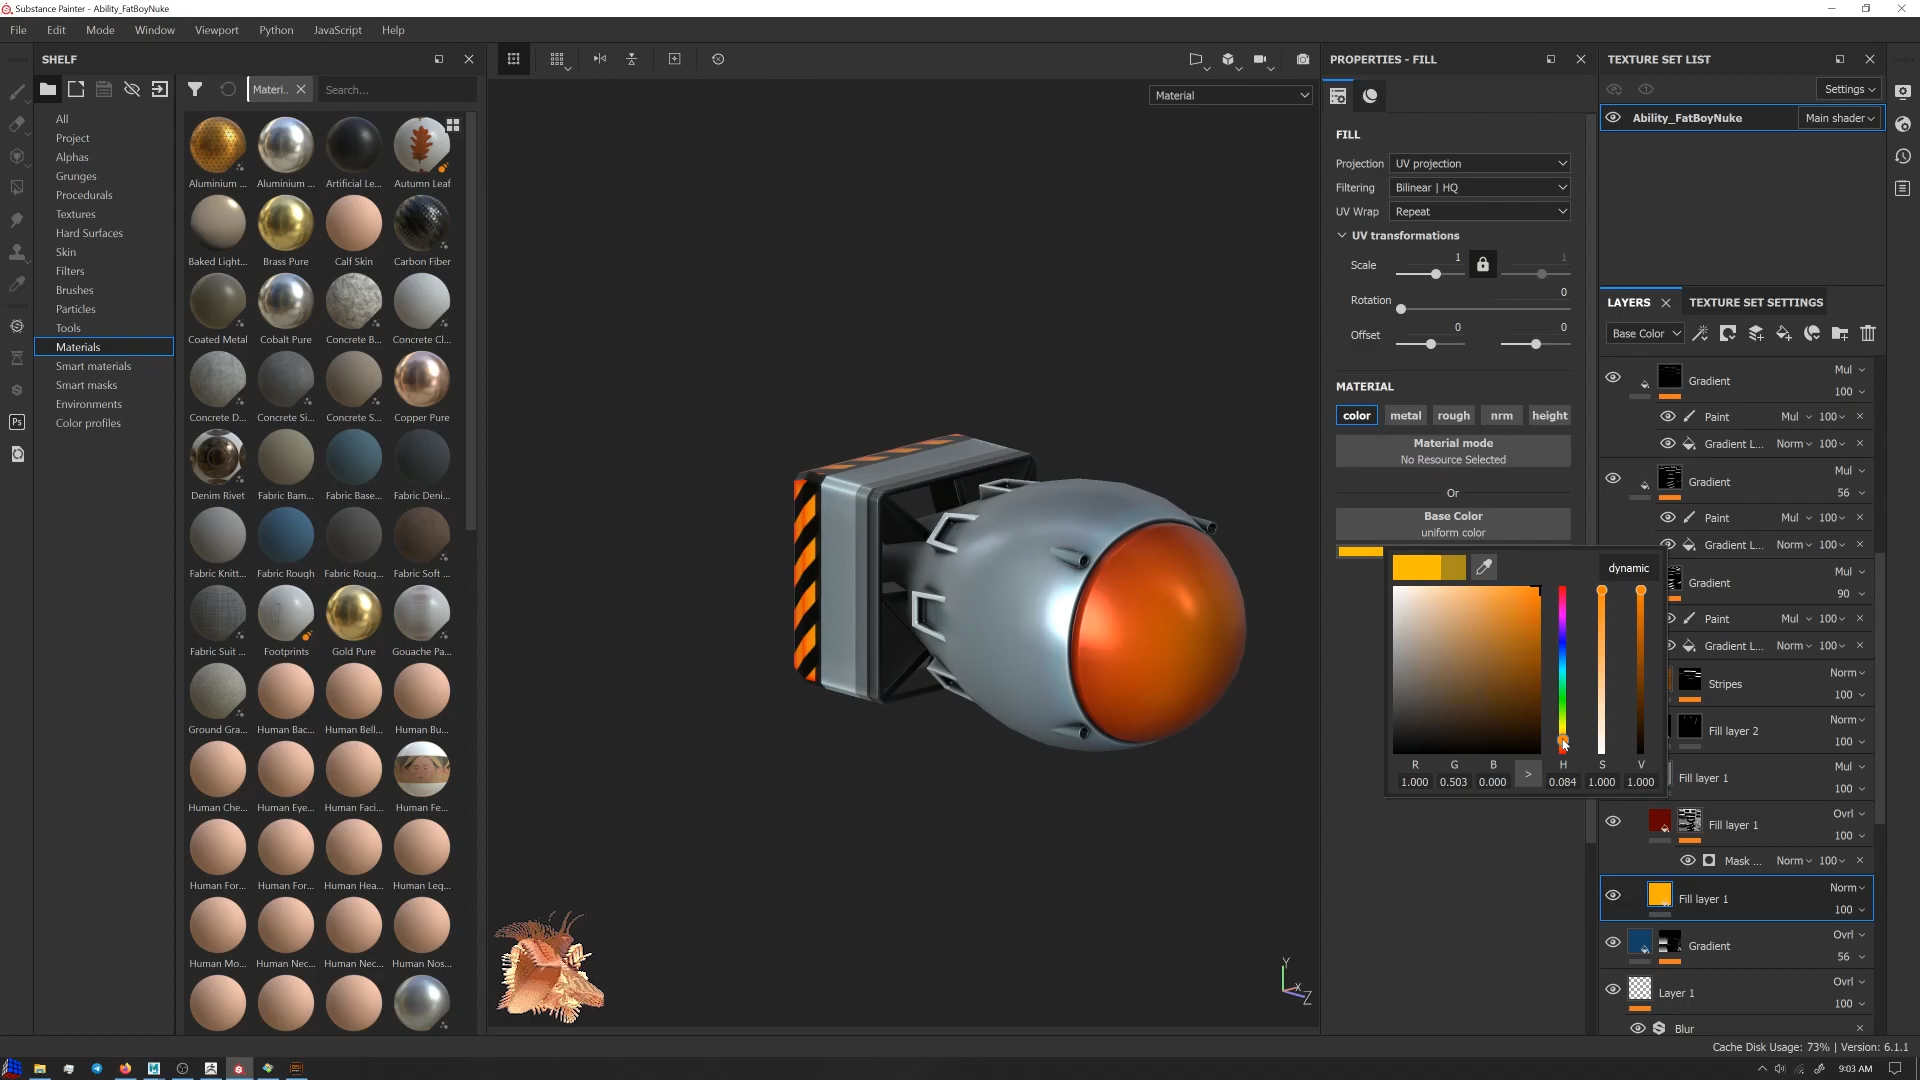 Substance Painter - Ability_FatBoyNuke
File Edit Mode Window Viewport Python JavaScript Help
SHELF
Materi..
Search...
All
Project
Alphas
Grunges
Procedurals
Textures
Hard Surfaces
Skin
Filters
Brushes
Particles
Tools
Materials
Smart materials
Smart masks
Environments
Color profiles
Ps
Aluminium ... Aluminium ... Artificial Le... Autumn Leaf
Baked Light... Brass Pure Calf Skin Carbon Fiber
Coated Metal Cobalt Pure Concrete B... Concrete Cl...
Concrete D... Concrete Si... Concrete S... Copper Pure
Denim Rivet Fabric Bam... Fabric Base... Fabric Deni...
Fabric Knitt... Fabric Rough Fabric Roug... Fabric Soft ...
Fabric Suit ... Footprints Gold Pure Gouache Pa...
Ground Gra... Human Bac... Human Bell... Human But...
Human Che... Human Eye... Human Faci... Human Fe...
Human For... Human For... Human Hea... Human Leg...
Human Mo... Human Nec... Human Nec... Human Nos...
Material
Y
X
Z
PROPERTIES - FILL
FILL
Projection UV projection
Filtering Bilinear | HQ
UV Wrap Repeat
UV transformations
Scale 1 1
Rotation 0
Offset 0 0
MATERIAL
color metal rough nrm height
Material mode
No Resource Selected
Or
Base Color
uniform color
dynamic
R G B H S V
1.000 0.503 0.000 > 0.084 1.000 1.000
TEXTURE SET LIST
Settings
Ability_FatBoyNuke Main shader
LAYERS TEXTURE SET SETTINGS
Base Color
Gradient Mul 100
Paint Mul 100
Gradient L... Norm 100
Gradient Mul 56
Paint Mul 100
Gradient L... Norm 100
Gradient Mul 90
Paint Mul 100
Gradient L... Norm 100
Stripes Norm 100
Fill layer 2 Norm 100
Fill layer 1 Mul 100
Fill layer 1 Ovrl 100
Mask ... Norm 100
Fill layer 1 Norm 100
Gradient Ovrl 56
Layer 1 Ovrl 100
Blur
Cache Disk Usage: 73% | Version: 6.1.1
9:03 AM